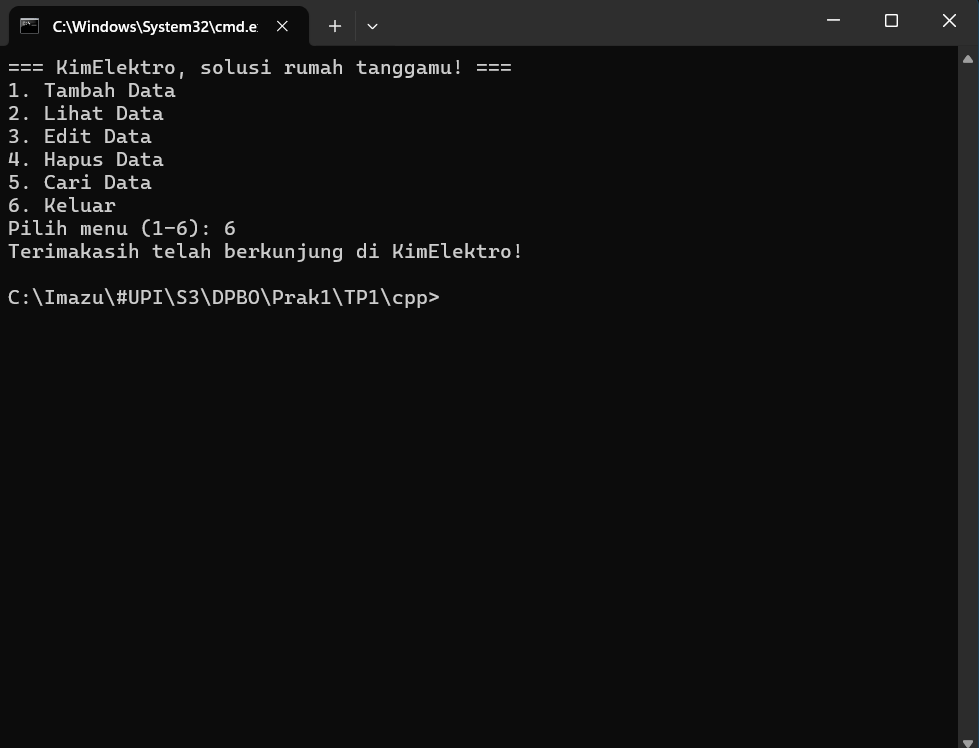 C:\Windows\System32\cmd.e
=== KimElektro, solusi rumah tanggamu! ===
1. Tambah Data
2. Lihat Data
3. Edit Data
4. Hapus Data
5. Cari Data
6. Keluar
Pilih menu (1-6): 6
Terimakasih telah berkunjung di KimElektro!
C:\Imazu\#UPI\S3\DPBO\Prak1\TP1\cpp>